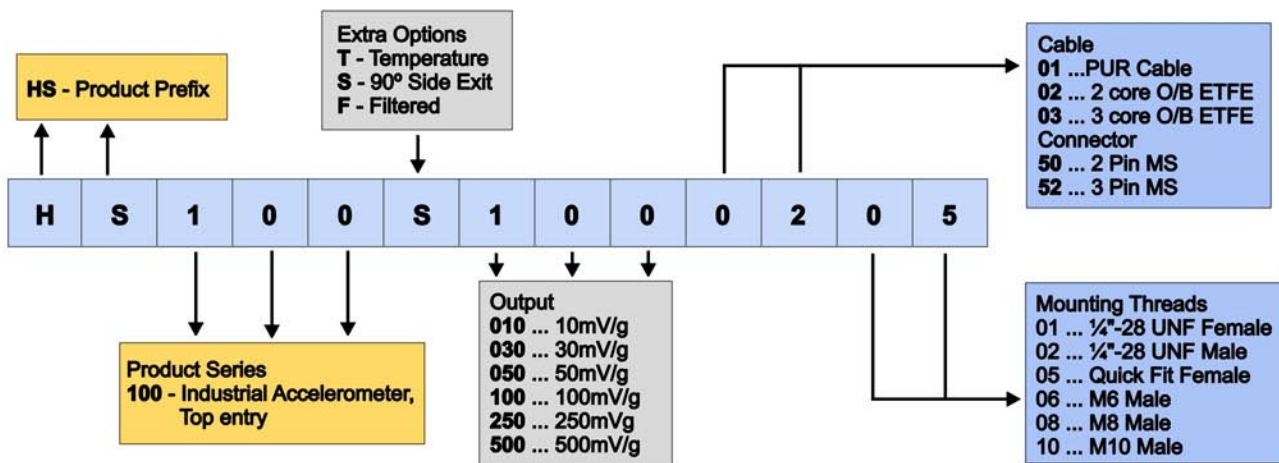 Extra Options
T - Temperature
S - 90º Side Exit
F - Filtered
HS - Product Prefix
Cable
01 ...PUR Cable
02 ... 2 core O/B ETFE
03 ... 3 core O/B ETFE
Connector
50 ... 2 Pin MS
52 ... 3 Pin MS
H S 1 0 0 S 1 0 0 0 2 0 5
Product Series
100 - Industrial Accelerometer,
Top entry
Output
010 ... 10mV/g
030 ... 30mV/g
050 ... 50mV/g
100 ... 100mV/g
250 ... 250mVg
500 ... 500mV/g
Mounting Threads
01 ... ¼"-28 UNF Female
02 ... ¼"-28 UNF Male
05 ... Quick Fit Female
06 ... M6 Male
08 ... M8 Male
10 ... M10 Male